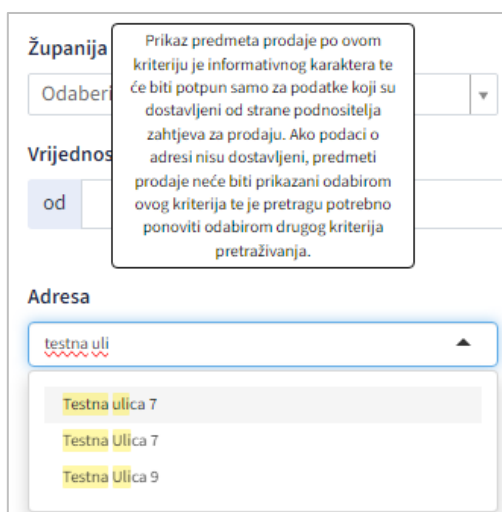 Županija
Prikaz predmeta prodaje po ovom
kriteriju je informativnog karaktera te
će biti potpun samo za podatke koji su
dostavljeni od strane podnositelja
zahtjeva za prodaju. Ako podaci o
adresi nisu dostavljeni, predmeti
prodaje neće biti prikazani odabirom
ovog kriterija te je pretragu potrebno
ponoviti odabirom drugog kriterija
pretraživanja.
Odaberi
Vrijednos
od
Adresa
testna uli
Testna ulica 7
Testna Ulica 7
Testna Ulica 9